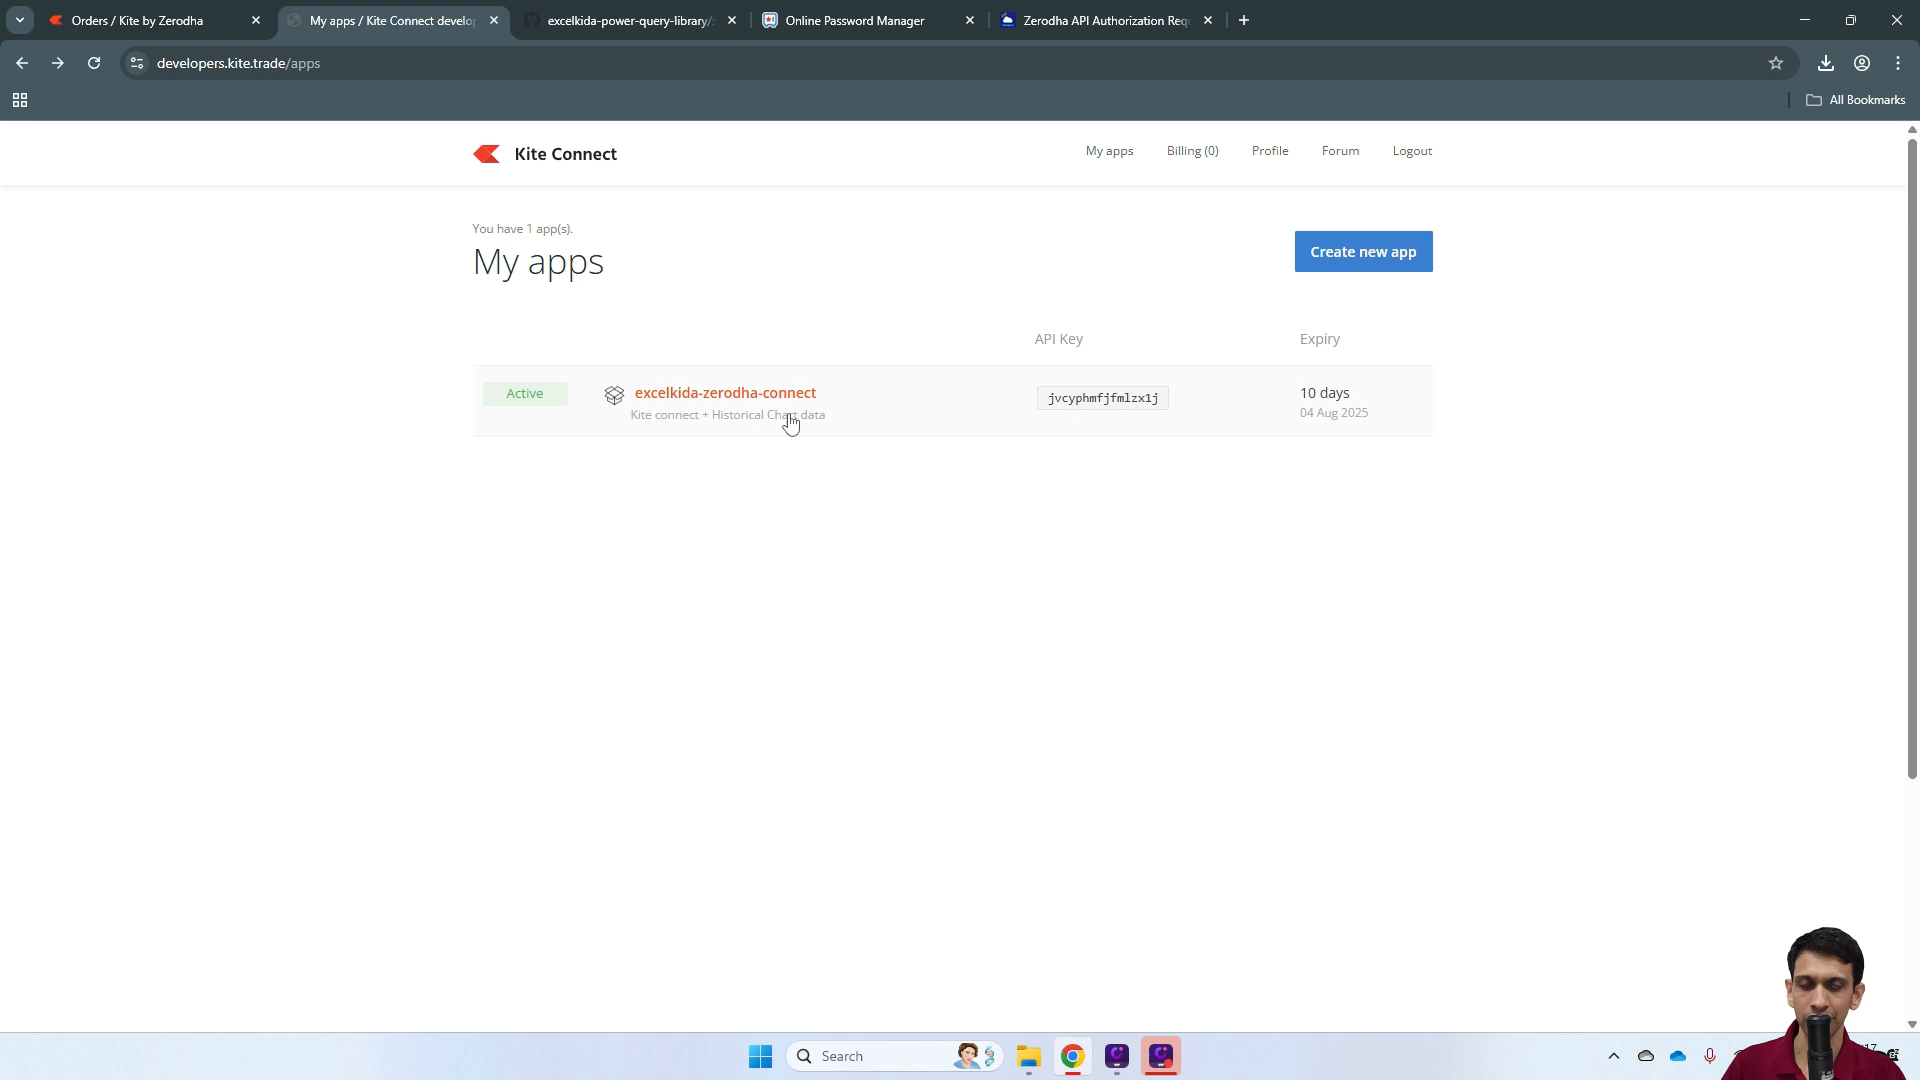 Orders / Kite by Zerodha
My apps / Kite Connect develo
excelkida-power-query-library/
Online Password Manager
Zerodha API Authorization Req
developers.kite.trade/apps
All Bookmarks
Kite Connect
My apps
Billing (0)
Profile
Forum
Logout
You have 1 app(s).
My apps
Create new app
API Key
Expiry
Active
excelkida-zerodha-connect
Kite connect + Historical Chart data
jvcyphmfjfmlzx1j
10 days
04 Aug 2025
Search